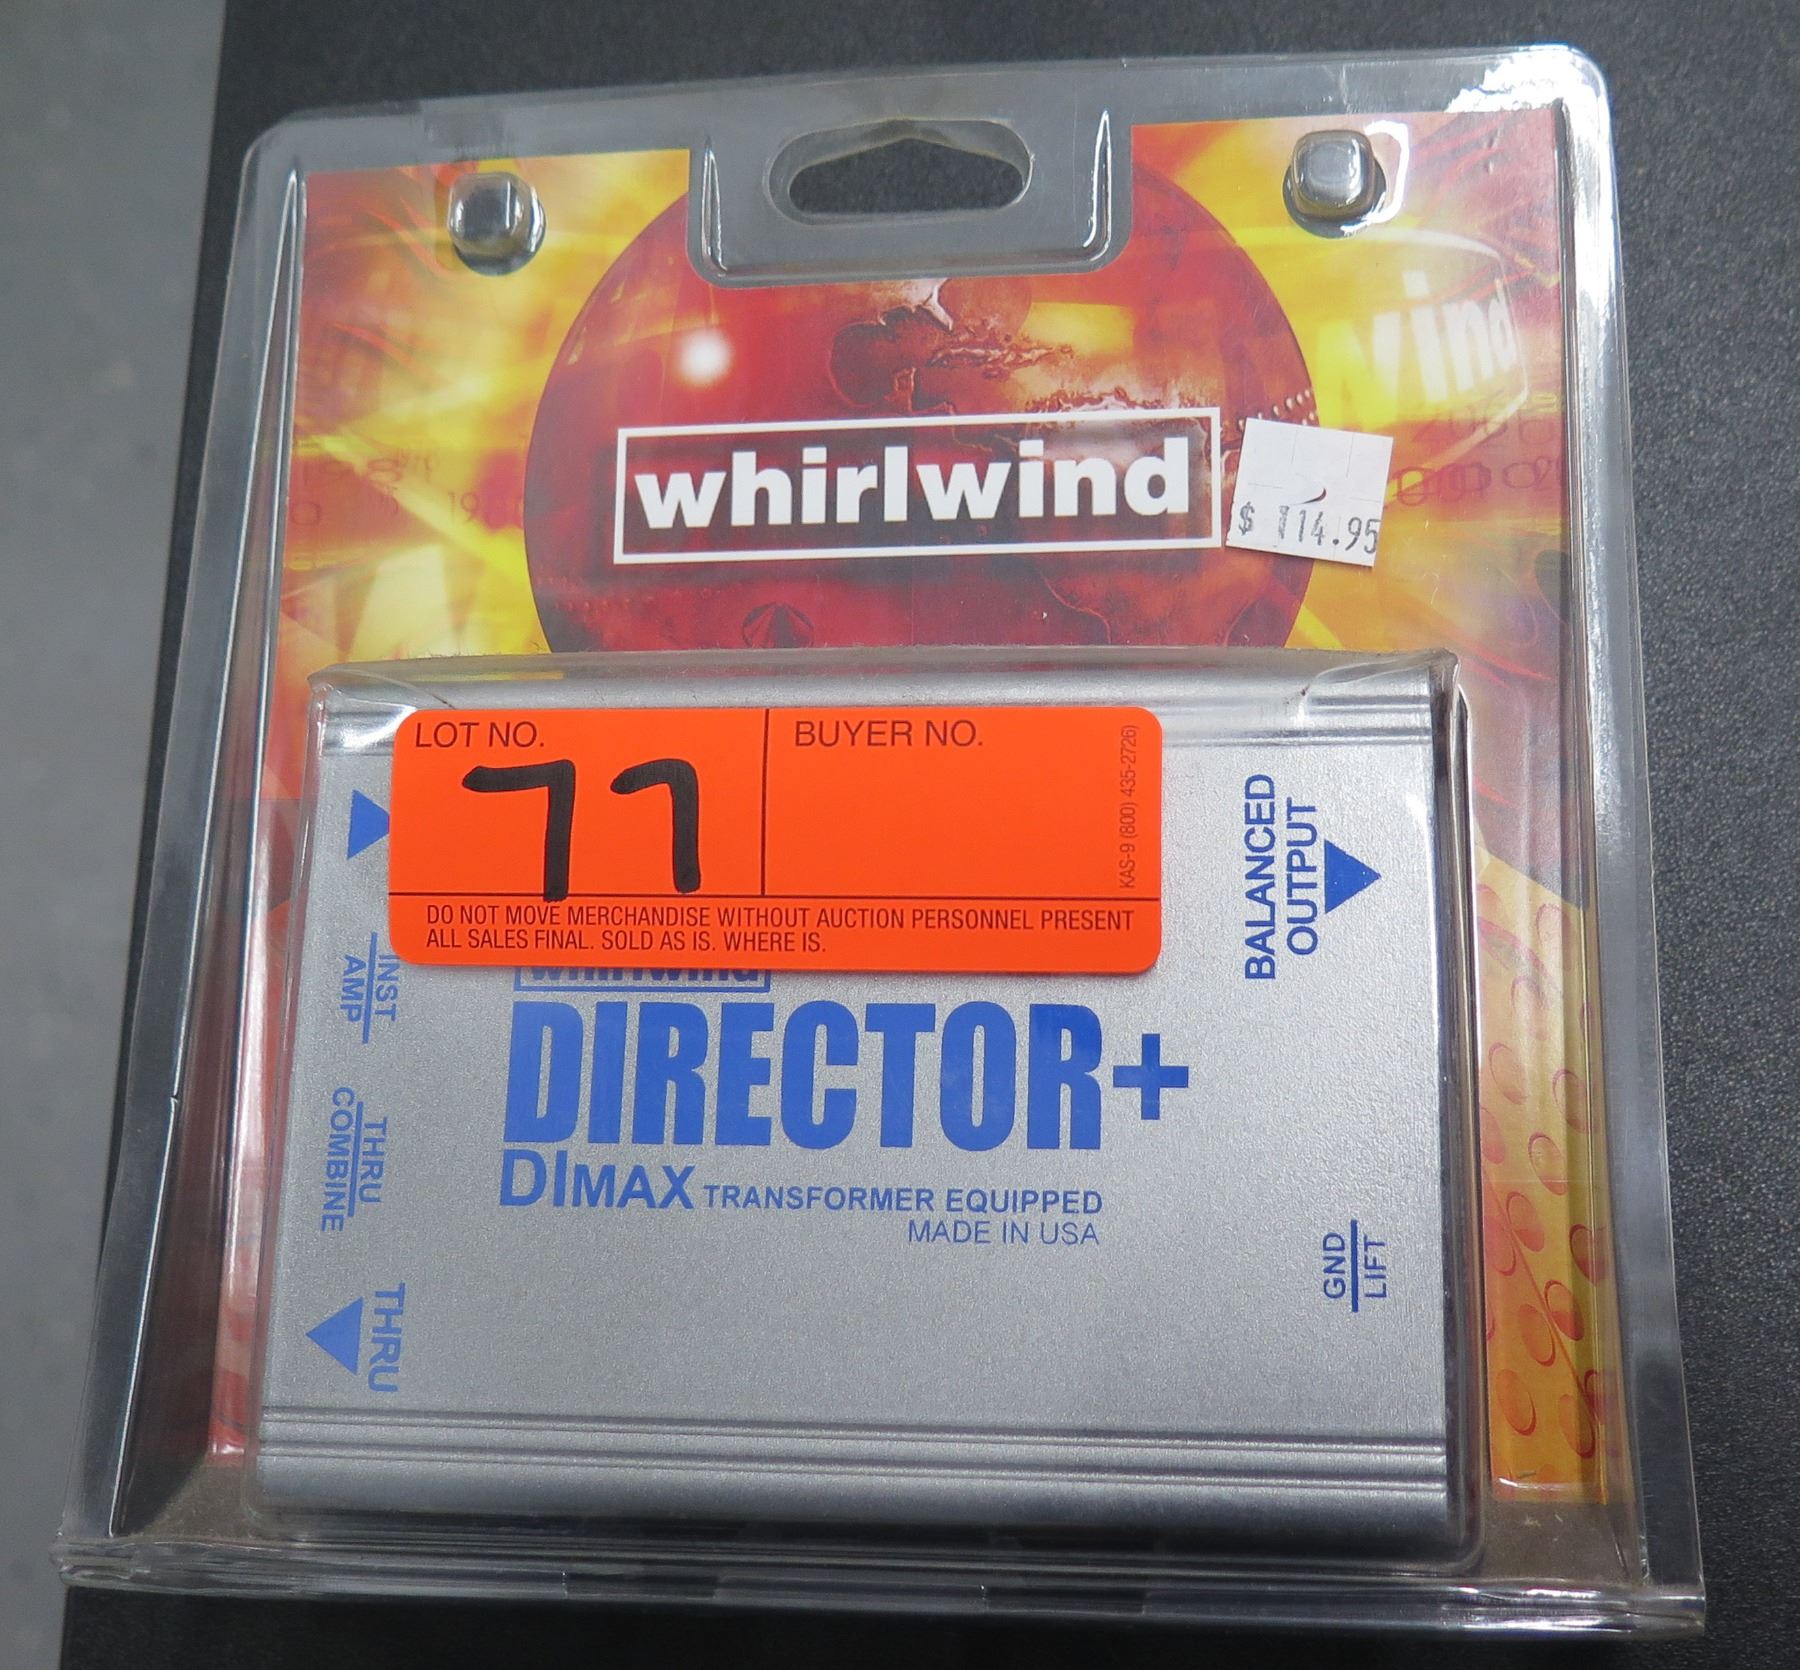 wind
whirlwind
$ 114.95
LOT NO.
77
BUYER NO.
KAS-9 (800) 435-2726)
DO NOT MOVE MERCHANDISE WITHOUT AUCTION PERSONNEL PRESENT
ALL SALES FINAL. SOLD AS IS. WHERE IS.
INST
AMP
THRU
COMBINE
THRU
whirlwind
DIRECTOR+
DIMAX TRANSFORMER EQUIPPED
MADE IN USA
BALANCED
OUTPUT
GND
LIFT